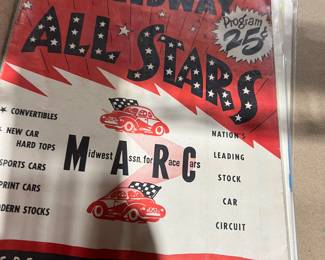 Program
25¢
ALL STARS
★ CONVERTIBLES
NEW CAR
HARD TOPS
SPORTS CARS
PRINT CARS
DERN STOCKS
MARC
Midwest Assn. for Race Cars
NATION'S
LEADING
STOCK
CAR
CIRCUIT